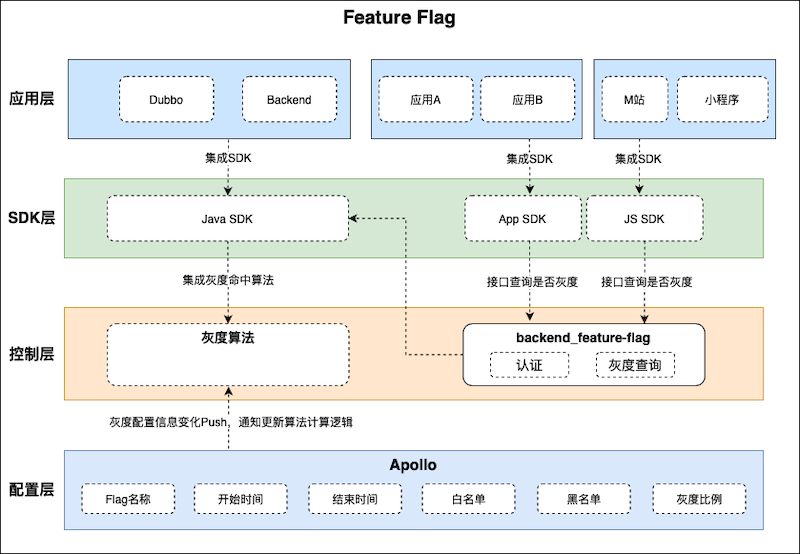 Feature Flag
应用层
Dubbo
Backend
应用A
应用B
M站
小程序
集成SDK
集成SDK
集成SDK
SDK层
Java SDK
App SDK
JS SDK
集成灰度命中算法
接口查询是否灰度
接口查询是否灰度
控制层
灰度算法
backend_feature-flag
认证
灰度查询
灰度配置信息变化Push，通知更新算法计算逻辑
配置层
Apollo
Flag名称
开始时间
结束时间
白名单
黑名单
灰度比例